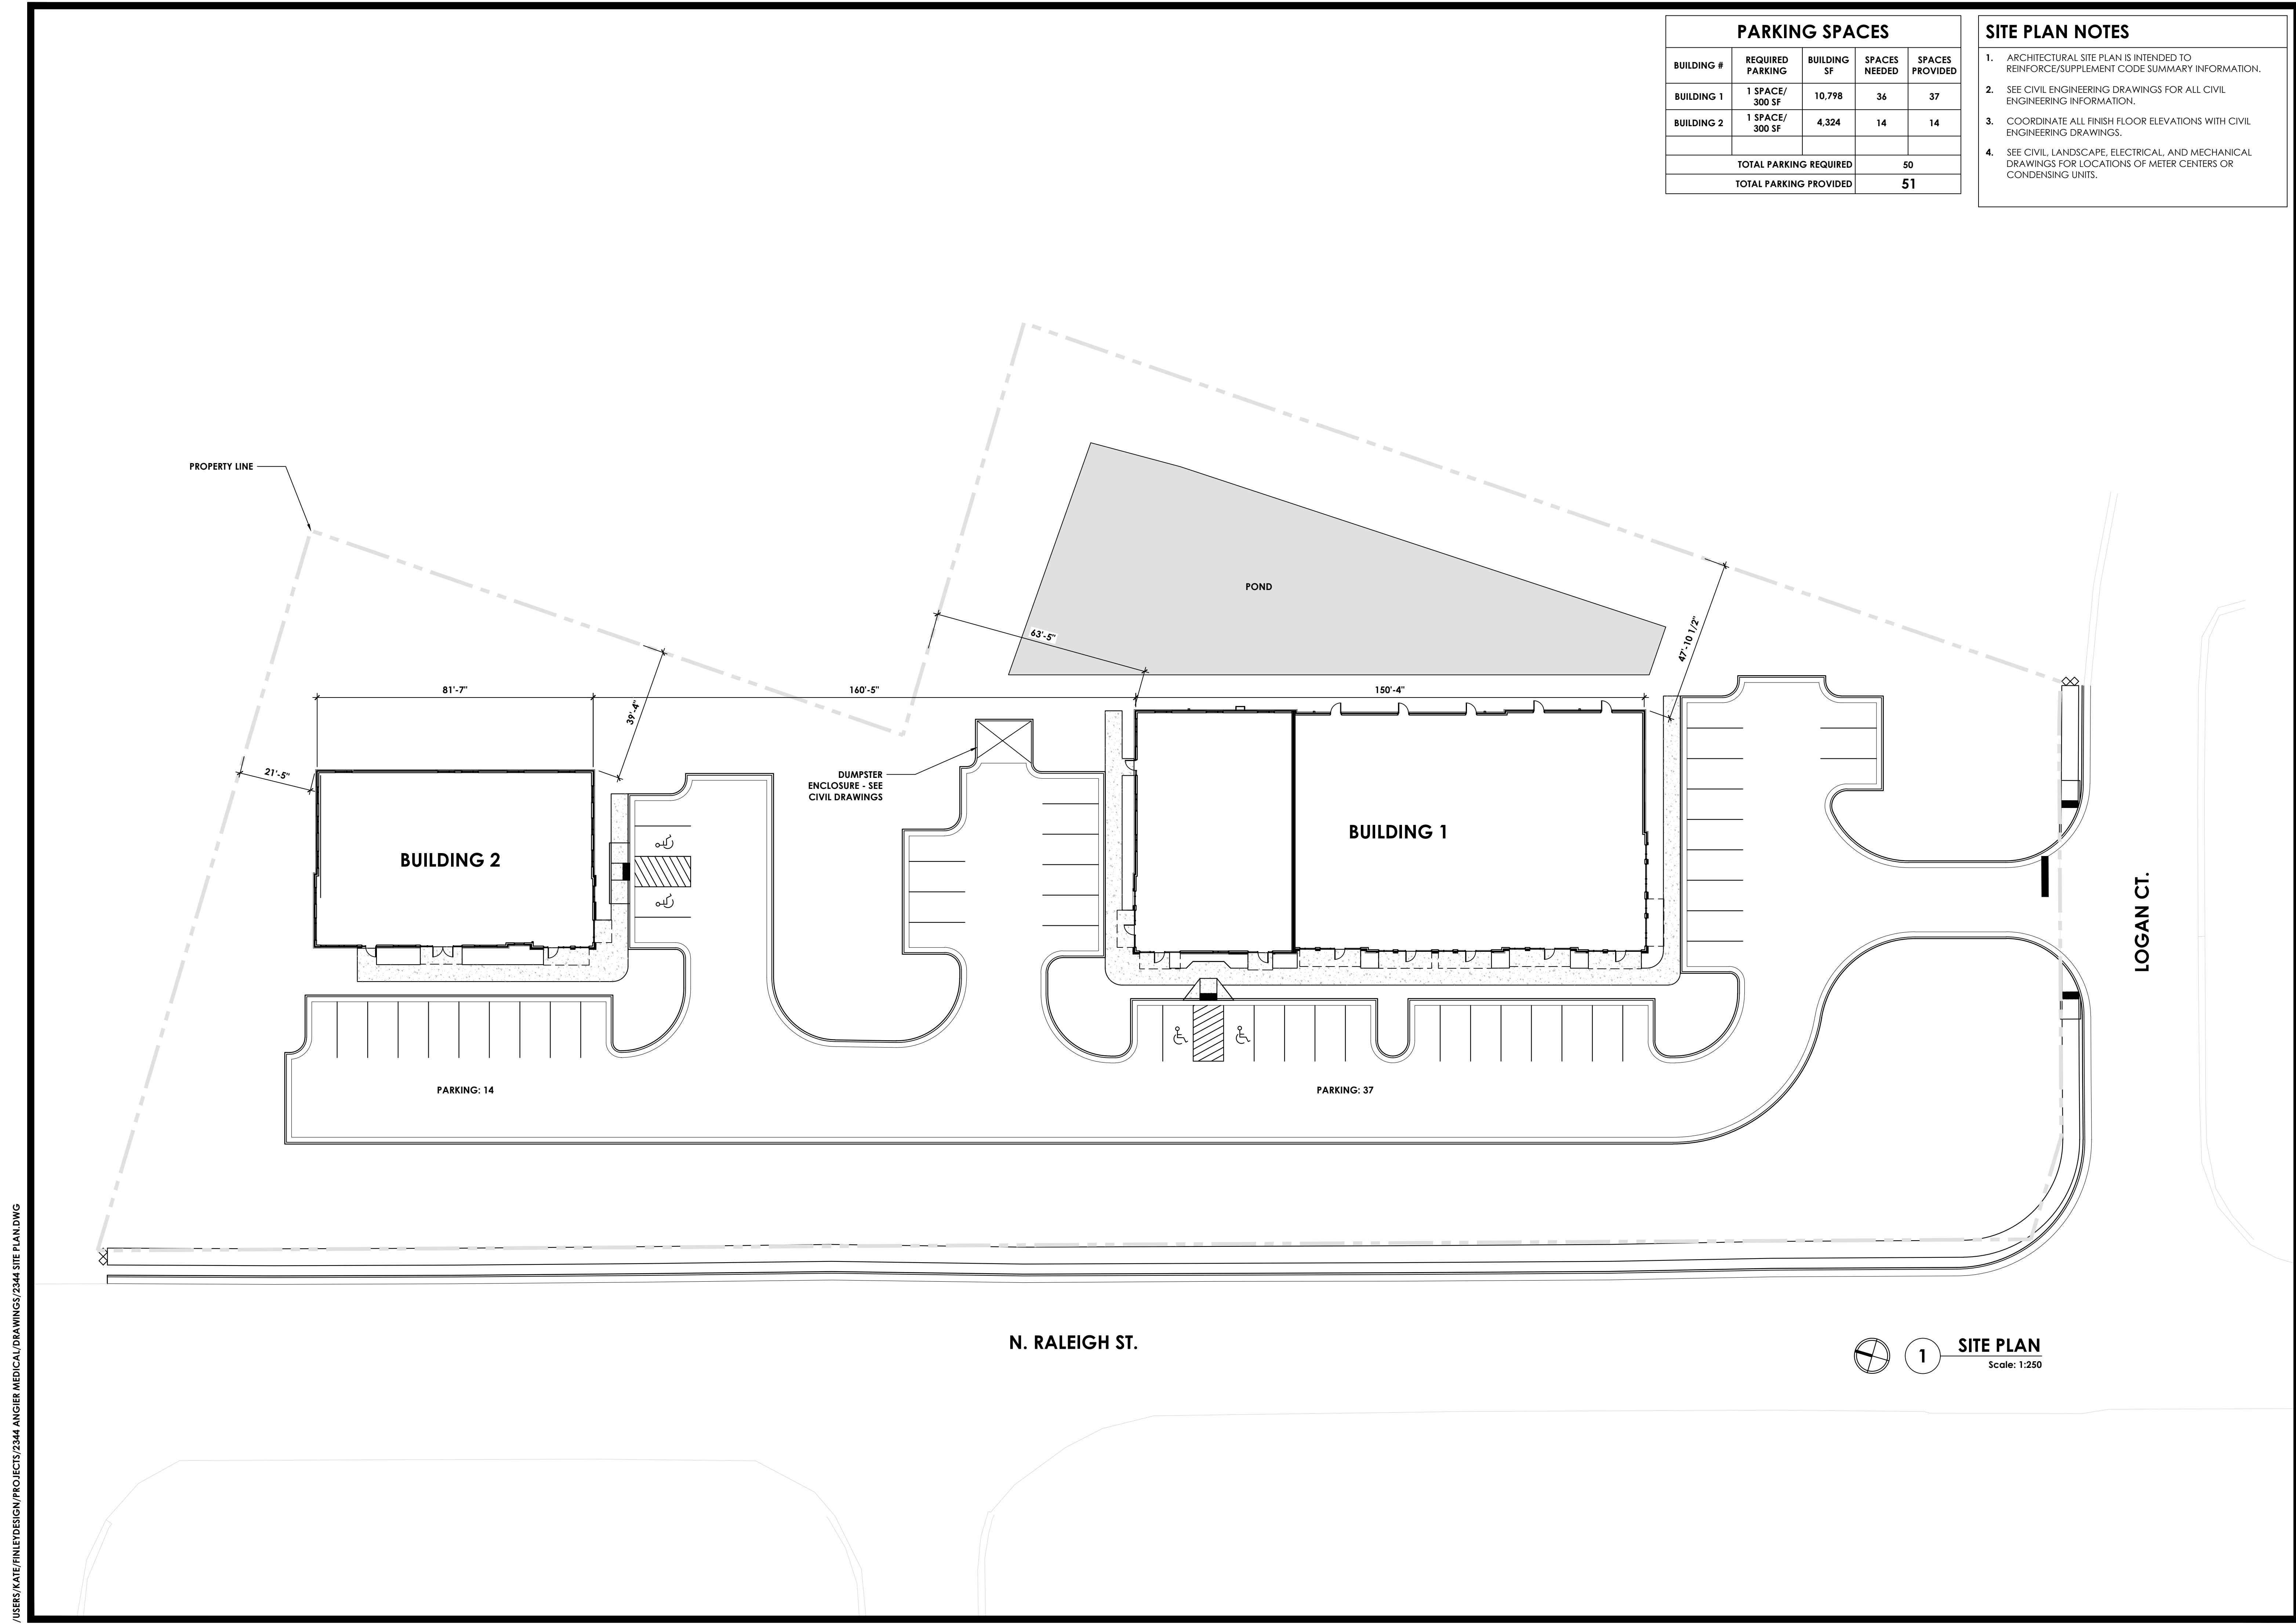 PARKING SPACES
BUILDING #
REQUIRED
PARKING
BUILDING
SF
SPACES
NEEDED
SPACES
PROVIDED
BUILDING 1
1 SPACE/
300 SF
10,798
36
37
BUILDING 2
1 SPACE/
300 SF
4,324
14
14
TOTAL PARKING REQUIRED
50
TOTAL PARKING PROVIDED
51
SITE PLAN NOTES
1. ARCHITECTURAL SITE PLAN IS INTENDED TO
REINFORCE/SUPPLEMENT CODE SUMMARY INFORMATION.
2. SEE CIVIL ENGINEERING DRAWINGS FOR ALL CIVIL
ENGINEERING INFORMATION.
3. COORDINATE ALL FINISH FLOOR ELEVATIONS WITH CIVIL
ENGINEERING DRAWINGS.
4. SEE CIVIL, LANDSCAPE, ELECTRICAL, AND MECHANICAL
DRAWINGS FOR LOCATIONS OF METER CENTERS OR
CONDENSING UNITS.
PROPERTY LINE
POND
63'-5"
47'-10 1/2"
81'-7"
160'-5"
150'-4"
39'-4"
21'-5"
DUMPSTER
ENCLOSURE - SEE
CIVIL DRAWINGS
BUILDING 2
BUILDING 1
LOGAN CT.
PARKING: 14
PARKING: 37
N. RALEIGH ST.
1
SITE PLAN
Scale: 1:250
/USERS/KATE/FINLEYDESIGN/PROJECTS/2344 ANGIER MEDICAL/DRAWINGS/2344 SITE PLAN.DWG